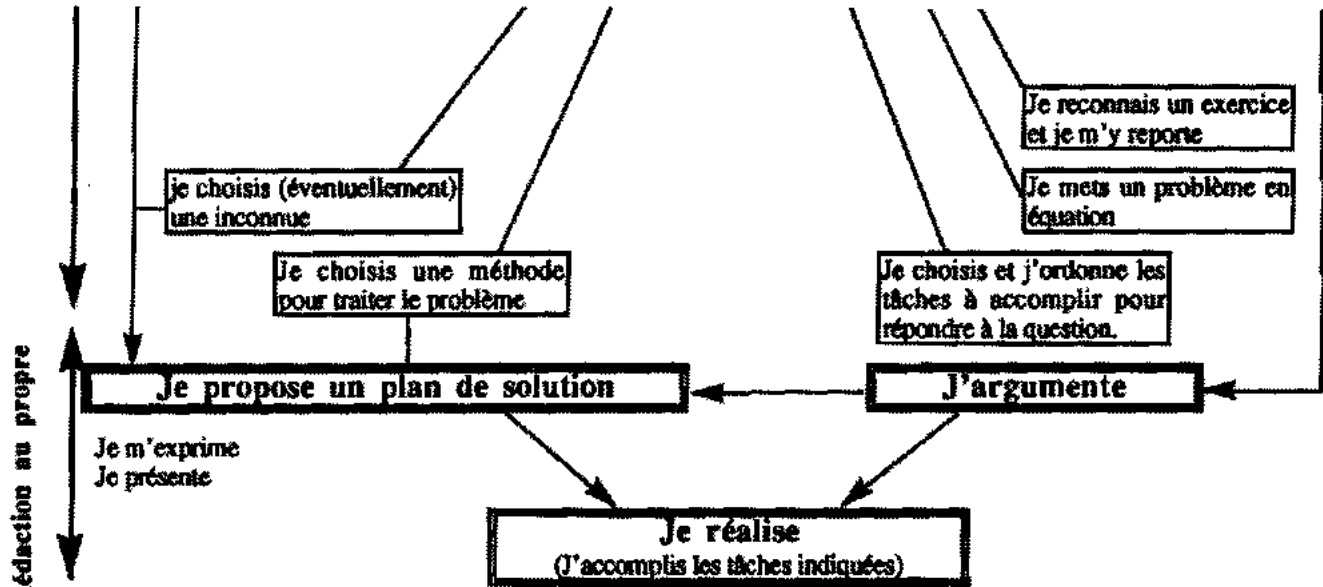 Je reconnais un exercice
et je m'y reporte
je choisis (éventuellement)
une inconnue
Je mets un problème en
équation
Je choisis une méthode
pour traiter le problème
Je choisis et j'ordonne les
tâches à accomplir pour
répondre à la question.
Je propose un plan de solution
J'argumente
Je m'exprime
Je présente
Je réalise
(J'accomplis les tâches indiquées)
édaction au propre